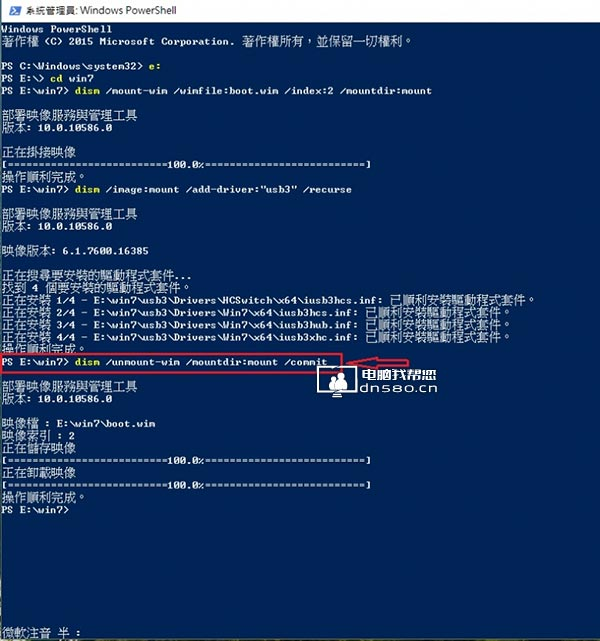 系統管理員: Windows PowerShell
Windows PowerShell
著作權 (C) 2015 Microsoft Corporation. 著作權所有，並保留一切權利。
PS C:\Windows\system32> e:
PS E:\> cd win7
PS E:\win7> dism /mount-wim /wimfile:boot.wim /index:2 /mountdir:mount
部署映像服務與管理工具
版本: 10.0.10586.0
正在掛接映像
[==========================100.0%==========================]
操作順利完成。
PS E:\win7> dism /image:mount /add-driver:"usb3" /recurse
部署映像服務與管理工具
版本: 10.0.10586.0
映像版本: 6.1.7600.16385
正在搜尋要安裝的驅動程式套件...
找到 4 個要安裝的驅動程式套件。
正在安裝 1/4 - E:\win7\usb3\Drivers\HCSwitch\x64\iusb3hcs.inf: 已順利安裝驅動程式套件。
正在安裝 2/4 - E:\win7\usb3\Drivers\Win7\x64\iusb3hcs.inf: 已順利安裝驅動程式套件。
正在安裝 3/4 - E:\win7\usb3\Drivers\Win7\x64\iusb3hub.inf: 已順利安裝驅動程式套件。
正在安裝 4/4 - E:\win7\usb3\Drivers\Win7\x64\iusb3xhc.inf: 已順利安裝驅動程式套件。
操作順利完成。
PS E:\win7> dism /unmount-wim /mountdir:mount /commit
电脑我帮您
dn580.cn
部署映像服務與管理工具
版本: 10.0.10586.0
映像檔 : E:\win7\boot.wim
映像索引 : 2
正在儲存映像
[==========================100.0%==========================]
正在卸載映像
[==========================100.0%==========================]
操作順利完成。
PS E:\win7>
微軟注音 半 :